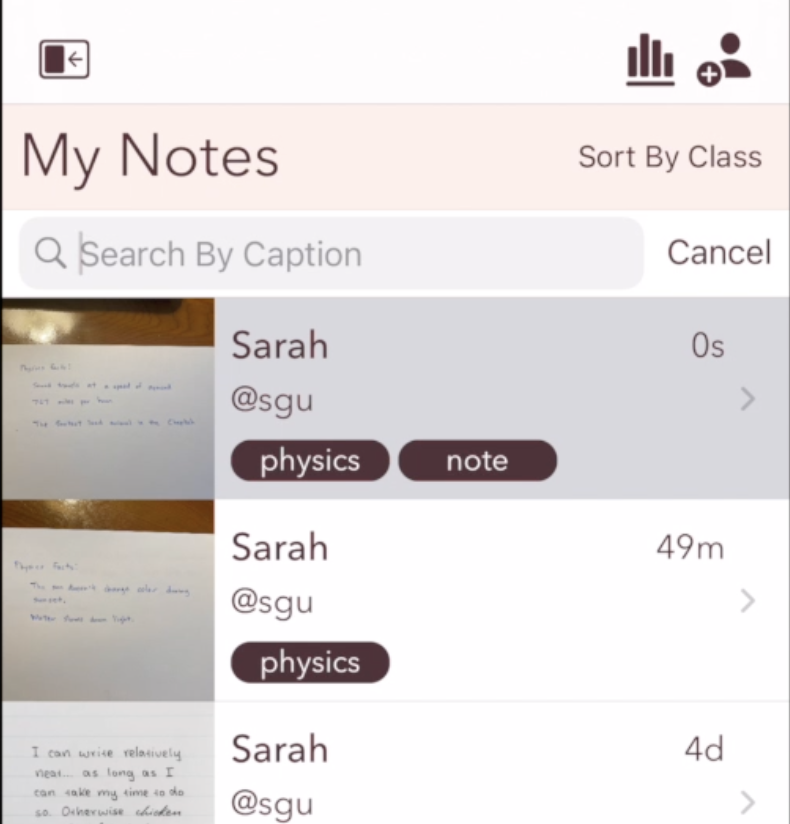 My Notes
Sort By Class
Search By Caption
Cancel
Physics facts:
Sound travels at a speed of around
767 miles per hour
The fastest land animal is the Cheetah
Sarah
0s
@sgu
physics
note
Physics facts:
The sun doesn't change color during
sunset.
Water slows down light.
Sarah
49m
@sgu
physics
I can write relatively
neat... as long as I
can take my time to do
so. Otherwise chicken
Sarah
4d
@sgu